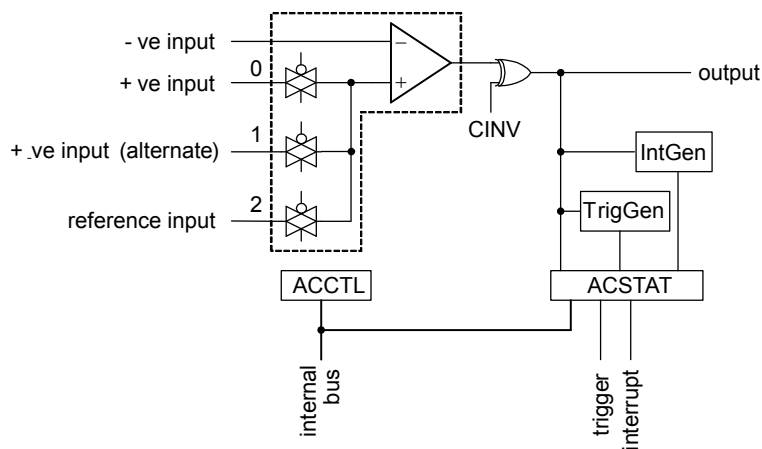 - ve input
0
+ ve input
−
+
CINV
output
1
+ ve input (alternate)
IntGen
2
reference input
TrigGen
ACCTL
ACSTAT
internal
bus
trigger
interrupt